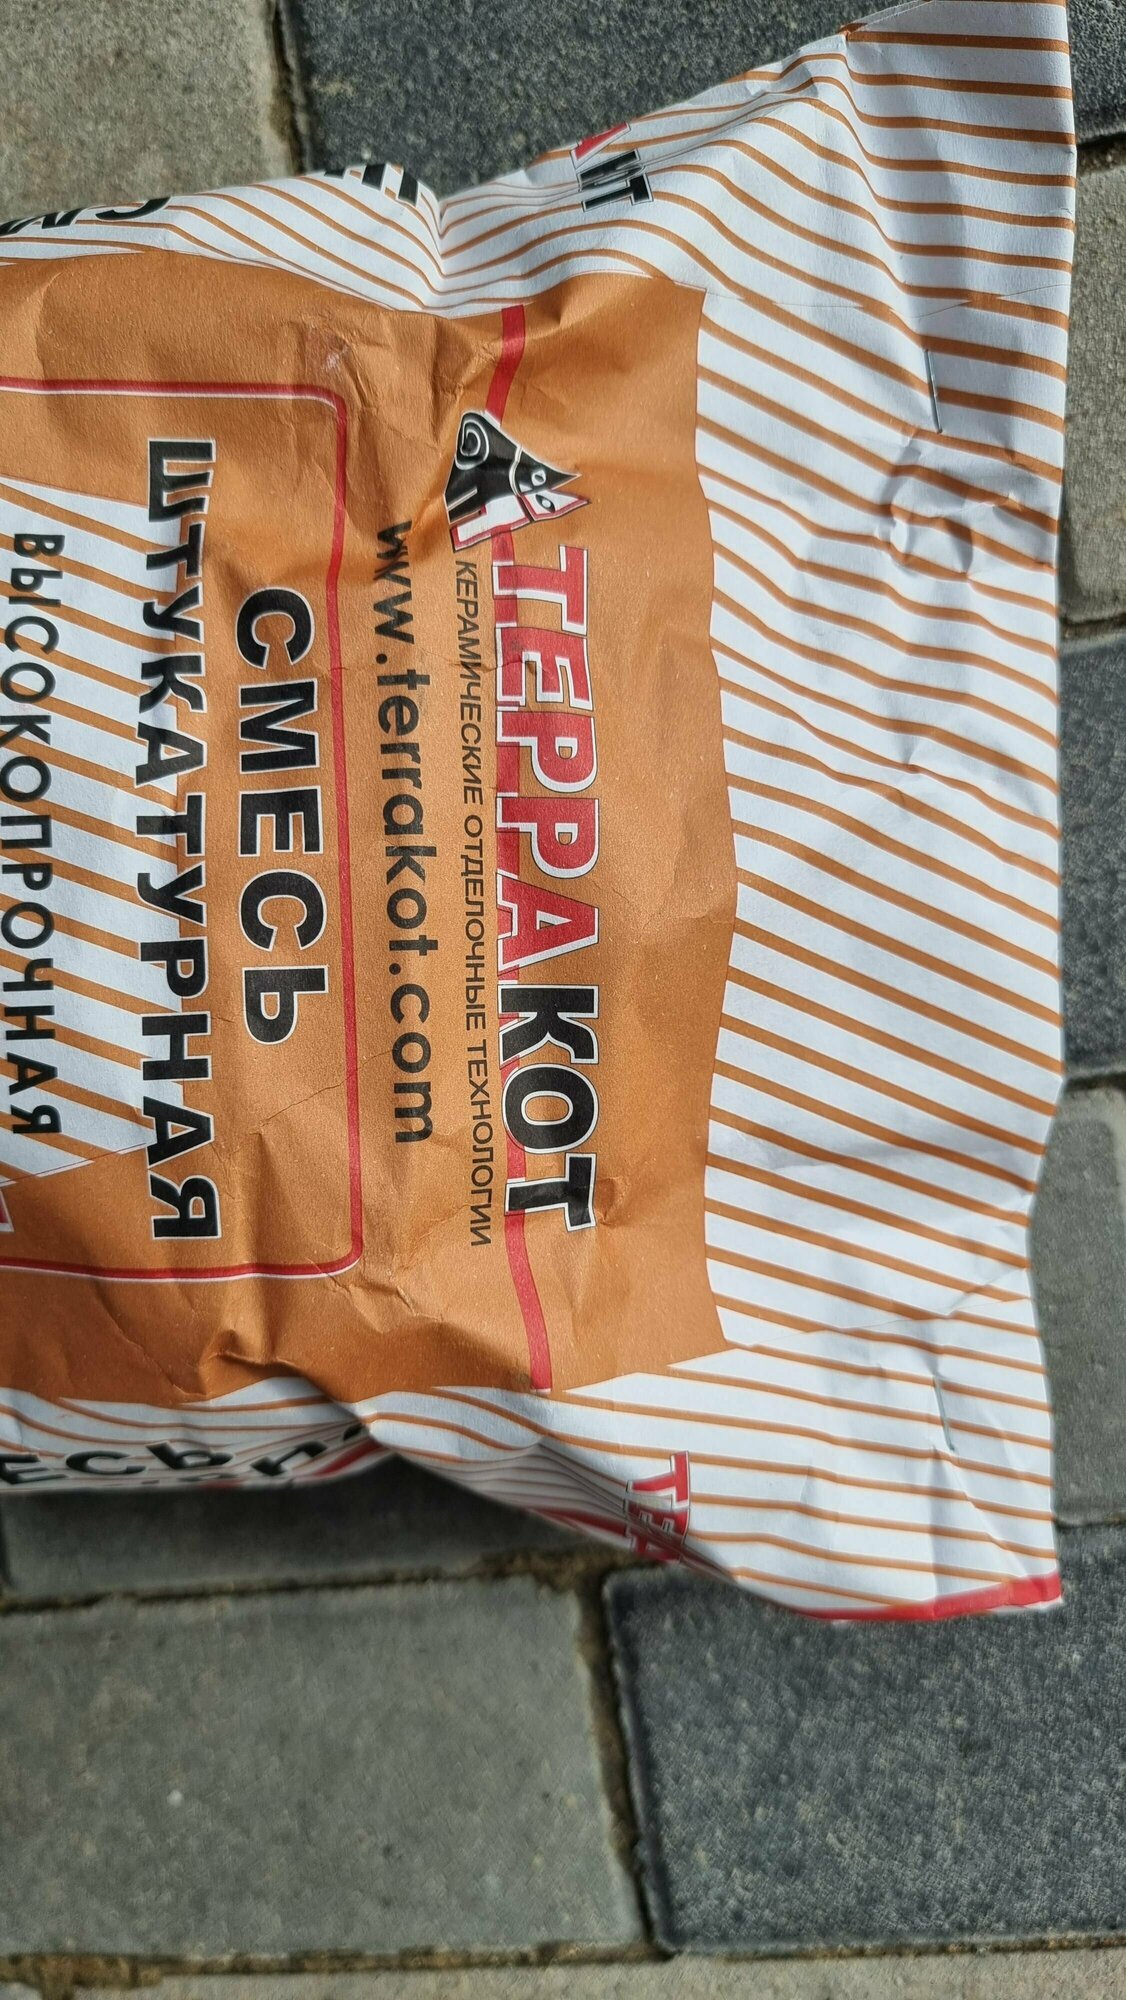 ТЕРРАКОТ
КЕРАМИЧЕСКИЕ ОТДЕЛОЧНЫЕ ТЕХНОЛОГИИ
www.terrakot.com
СМЕСЬ
ШТУКАТУРНАЯ
ВЫСОКОПРОЧНАЯ